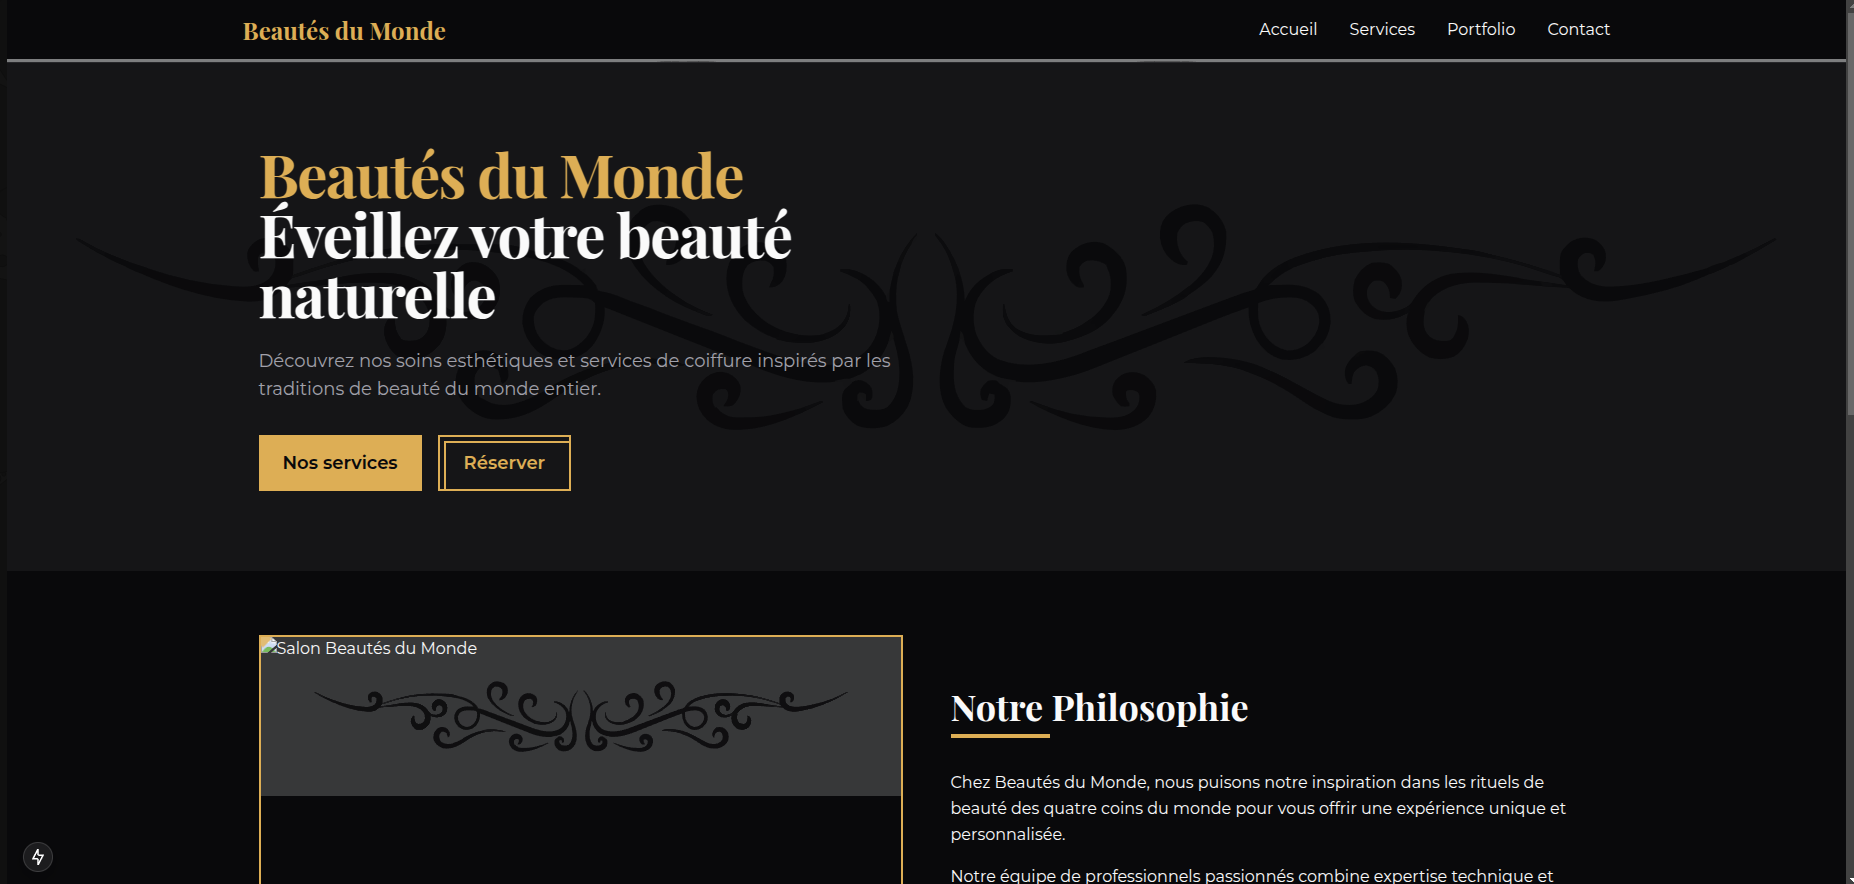 Beautés du Monde
Accueil Services Portfolio Contact
Beautés du Monde
Éveillez votre beauté
naturelle
Découvrez nos soins esthétiques et services de coiffure inspirés par les
traditions de beauté du monde entier.
Nos services Réserver
Salon Beautés du Monde
Notre Philosophie
Chez Beautés du Monde, nous puisons notre inspiration dans les rituels de
beauté des quatre coins du monde pour vous offrir une expérience unique et
personnalisée.
Notre équipe de professionnels passionnés combine expertise technique et